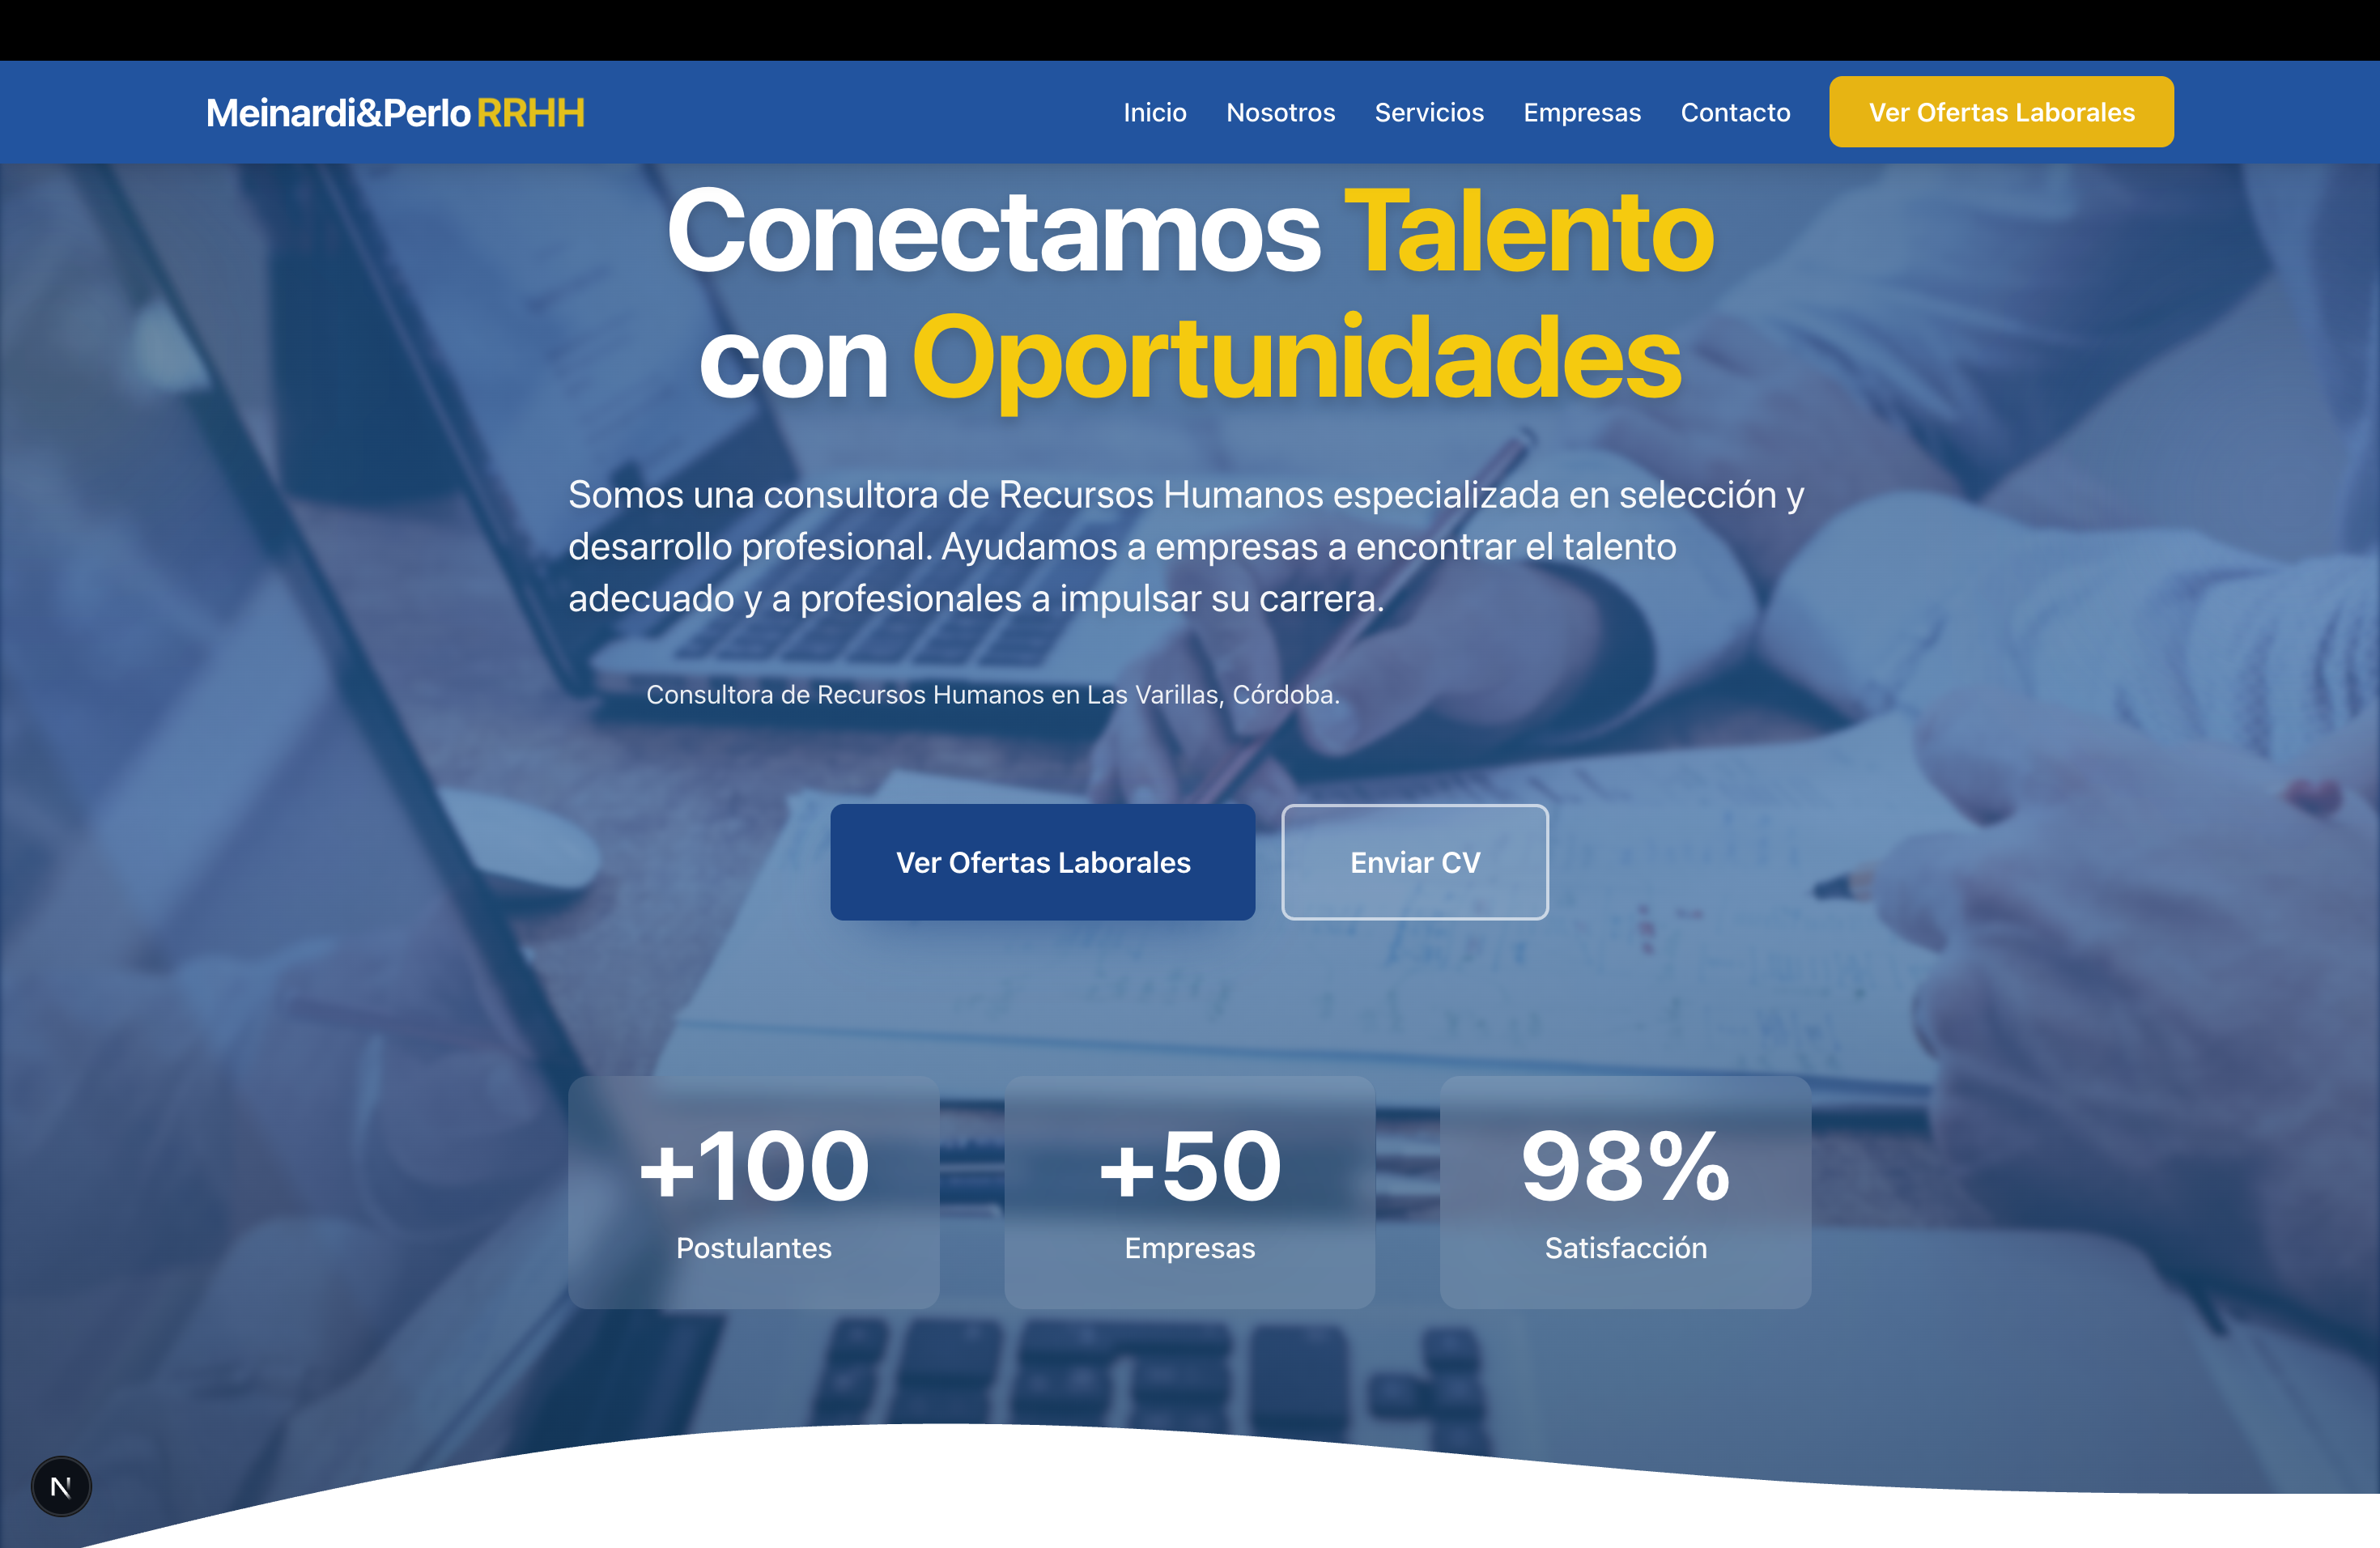 Meinardi&Perlo RRHH
Inicio
Nosotros
Servicios
Empresas
Contacto
Ver Ofertas Laborales
Conectamos Talento
con Oportunidades
Somos una consultora de Recursos Humanos especializada en selección y
desarrollo profesional. Ayudamos a empresas a encontrar el talento
adecuado y a profesionales a impulsar su carrera.
Consultora de Recursos Humanos en Las Varillas, Córdoba.
Ver Ofertas Laborales
Enviar CV
+100
Postulantes
+50
Empresas
98%
Satisfacción
N